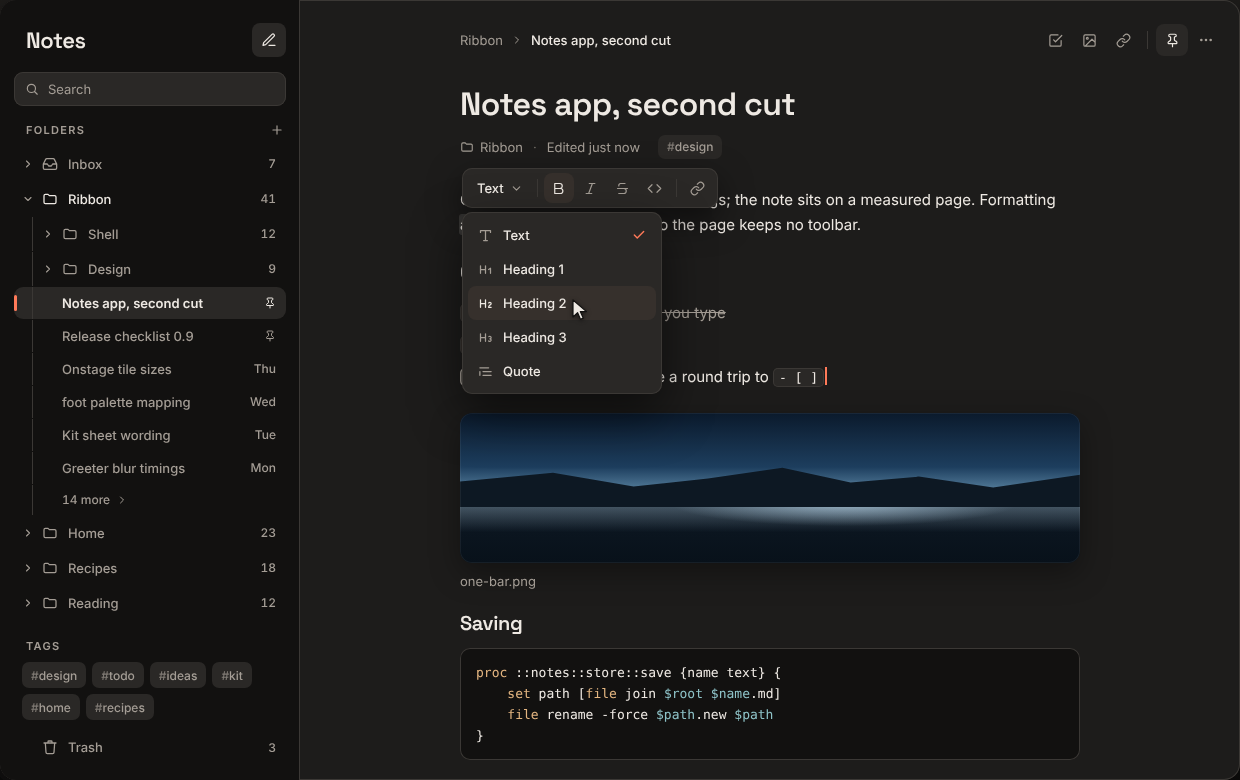 Notes
Search
FOLDERS
Inbox 7
Ribbon 41
Shell 12
Design 9
Notes app, second cut
Release checklist 0.9
Onstage tile sizes Thu
foot palette mapping Wed
Kit sheet wording Tue
Greeter blur timings Mon
14 more
Home 23
Recipes 18
Reading 12
TAGS
#design #todo #ideas #kit
#home #recipes
Trash 3
Ribbon > Notes app, second cut
Notes app, second cut
Ribbon · Edited just now #design
Text B I S <>
; the note sits on a measured page. Formatting
the page keeps no toolbar.
Text
H1 Heading 1
H2 Heading 2
H3 Heading 3
Quote
you type
a round trip to - [ ]
one-bar.png
Saving
proc ::notes::store::save {name text} {
set path [file join $root $name.md]
file rename -force $path.new $path
}